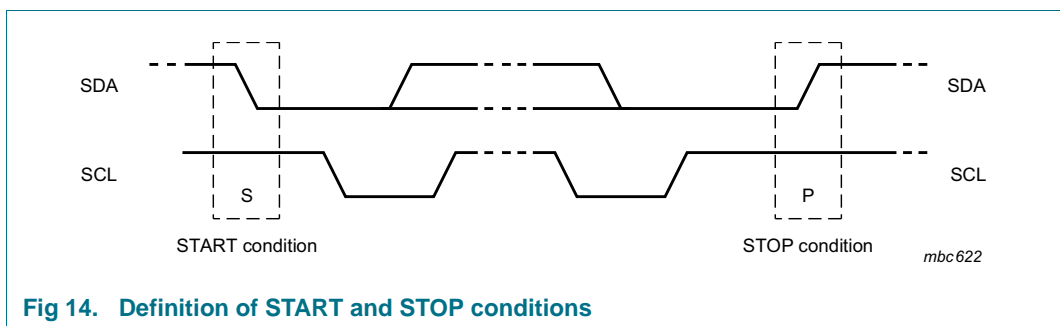 SDA
SDA
SCL
SCL
S
P
START condition
STOP condition
mbc622
Fig 14. Definition of START and STOP conditions